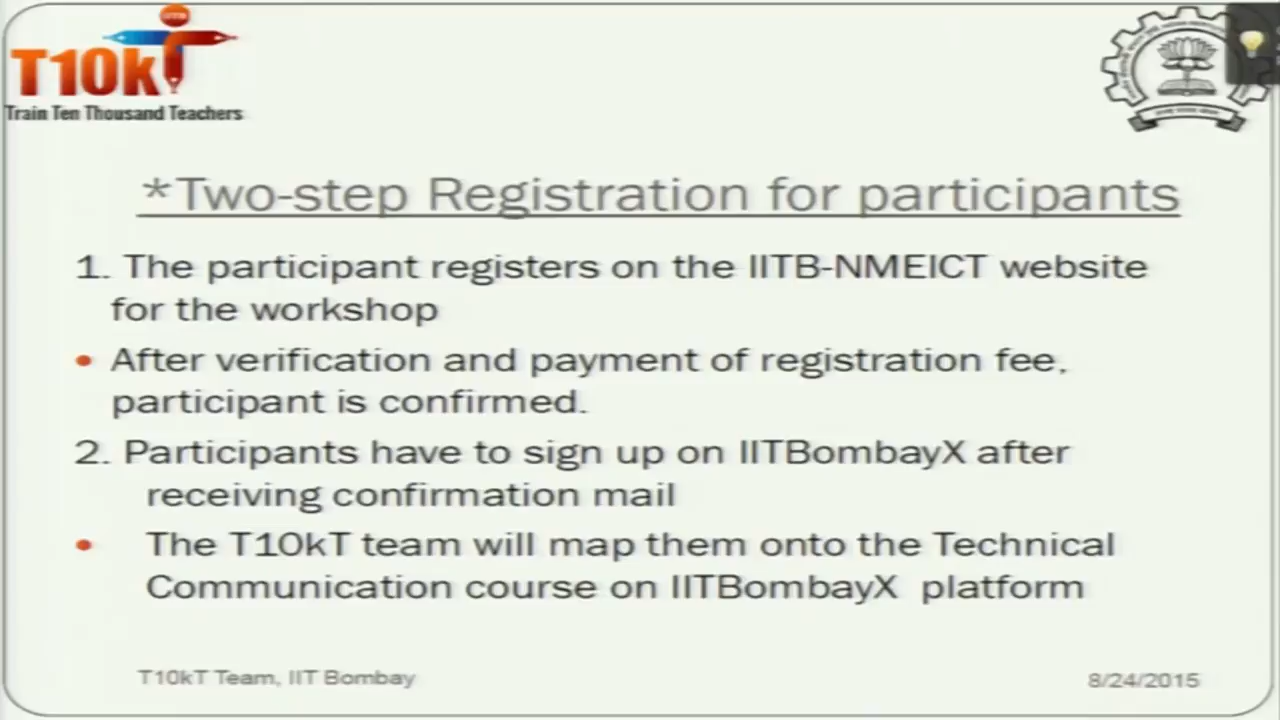 IITB
T10kT
Train Ten Thousand Teachers
*Two-step Registration for participants
1. The participant registers on the IITB-NMEICT website
for the workshop
• After verification and payment of registration fee,
participant is confirmed.
2. Participants have to sign up on IITBombayX after
receiving confirmation mail
• The T10kT team will map them onto the Technical
Communication course on IITBombayX platform
T10kT Team, IIT Bombay
8/24/2015